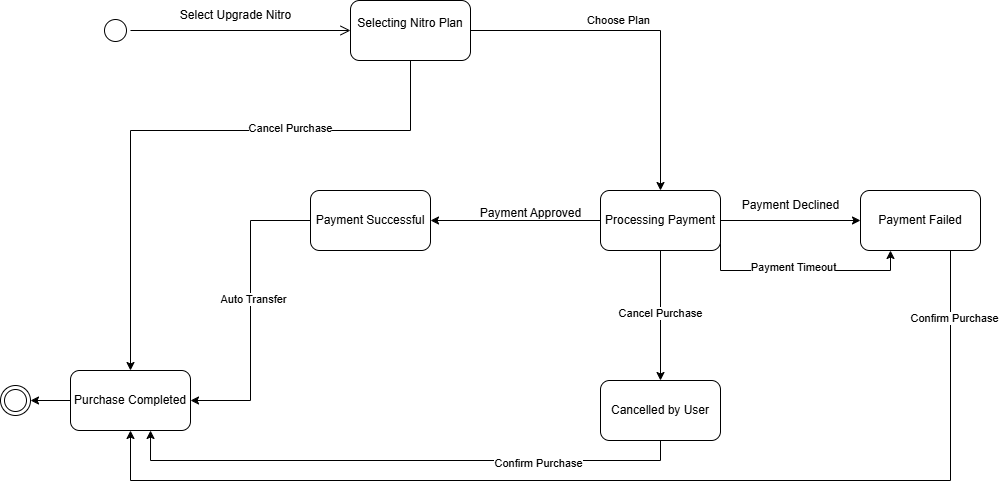 Select Upgrade Nitro
Selecting Nitro Plan
Choose Plan
Cancel Purchase
Payment Successful
Payment Approved
Processing Payment
Payment Declined
Payment Failed
Payment Timeout
Auto Transfer
Cancel Purchase
Confirm Purchase
Purchase Completed
Cancelled by User
Confirm Purchase